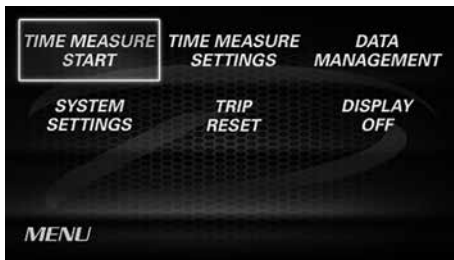 TIME MEASURE START
TIME MEASURE SETTINGS
DATA MANAGEMENT
SYSTEM SETTINGS
TRIP RESET
DISPLAY OFF
MENU